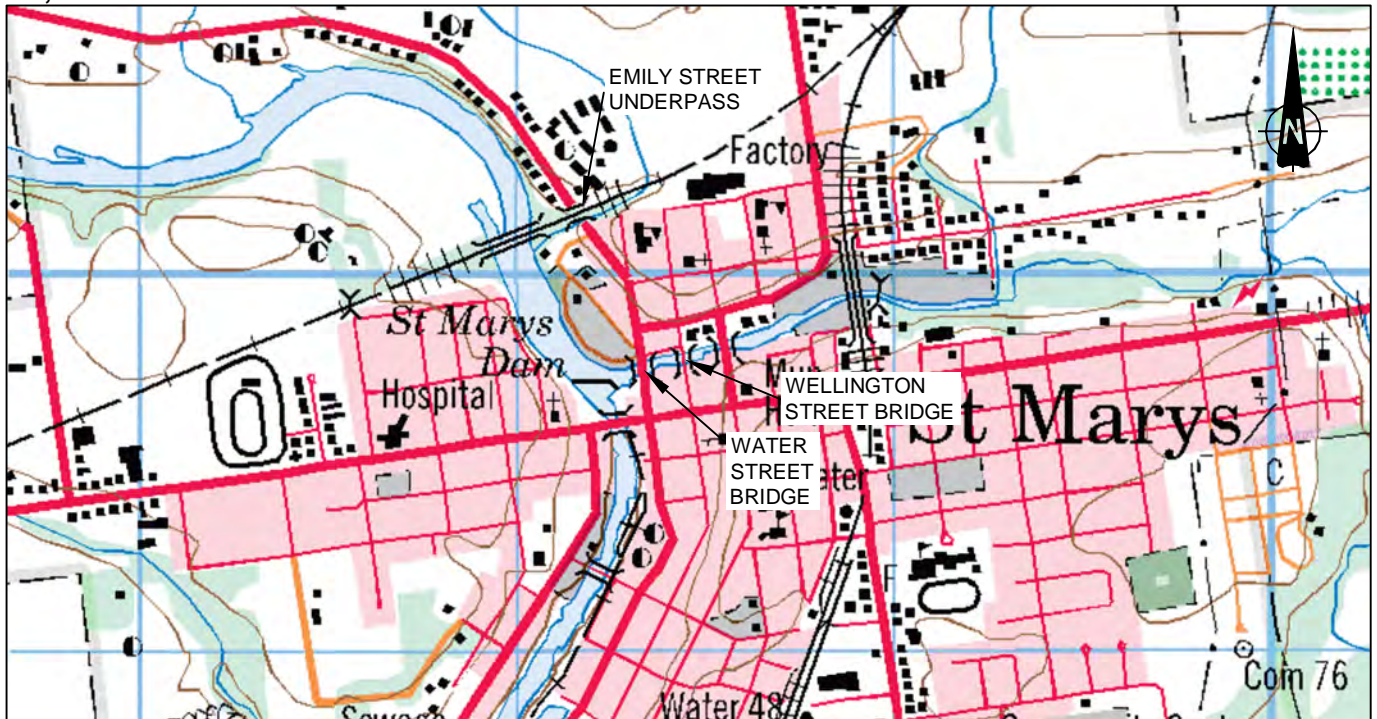 EMILY STREET
UNDERPASS
N
Factory
St Marys
Dam
Hospital
WELLINGTON
STREET BRIDGE
St Marys
WATER
STREET
BRIDGE
C
F
Com 76
Water 48